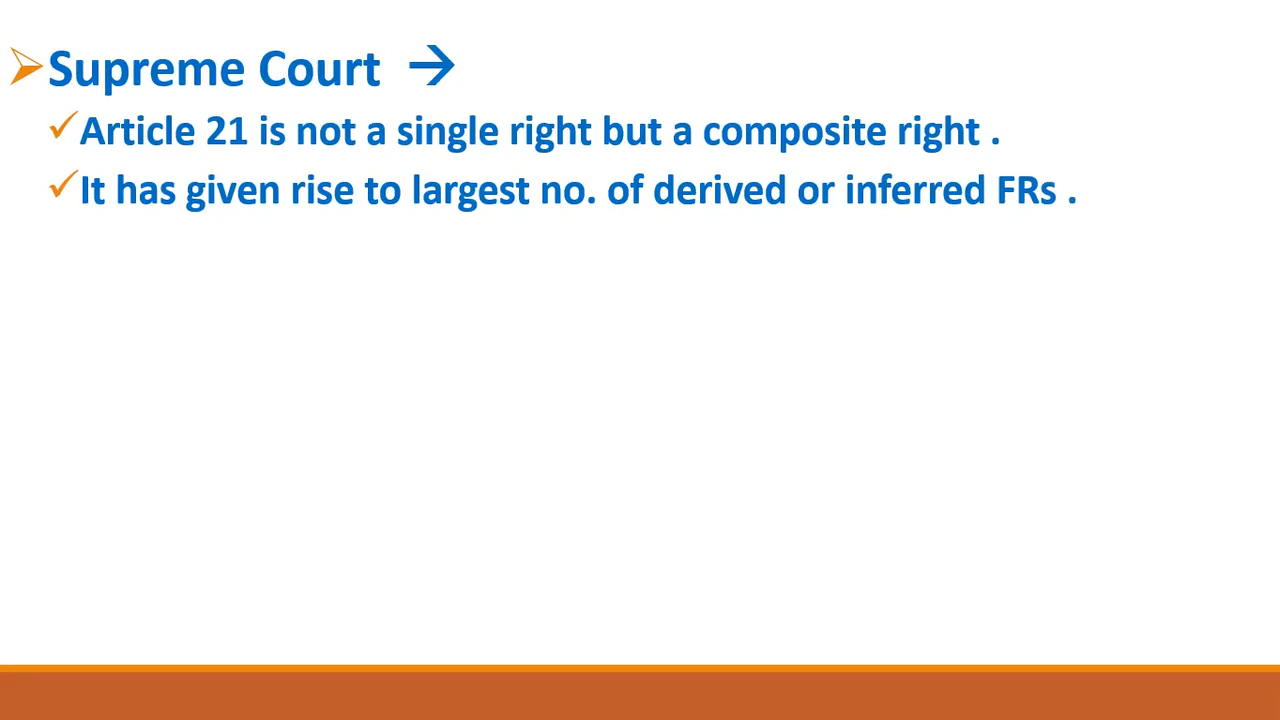 Supreme Court →
Article 21 is not a single right but a composite right .
It has given rise to largest no. of derived or inferred FRs .